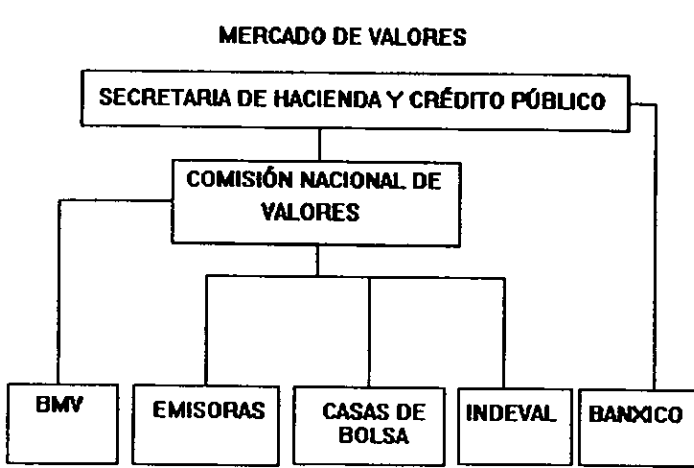 MERCADO DE VALORES
SECRETARIA DE HACIENDA Y CRÉDITO PÚBLICO
COMISIÓN NACIONAL DE
VALORES
BMV
EMISORAS
CASAS DE
BOLSA
INDEVAL
BANXICO